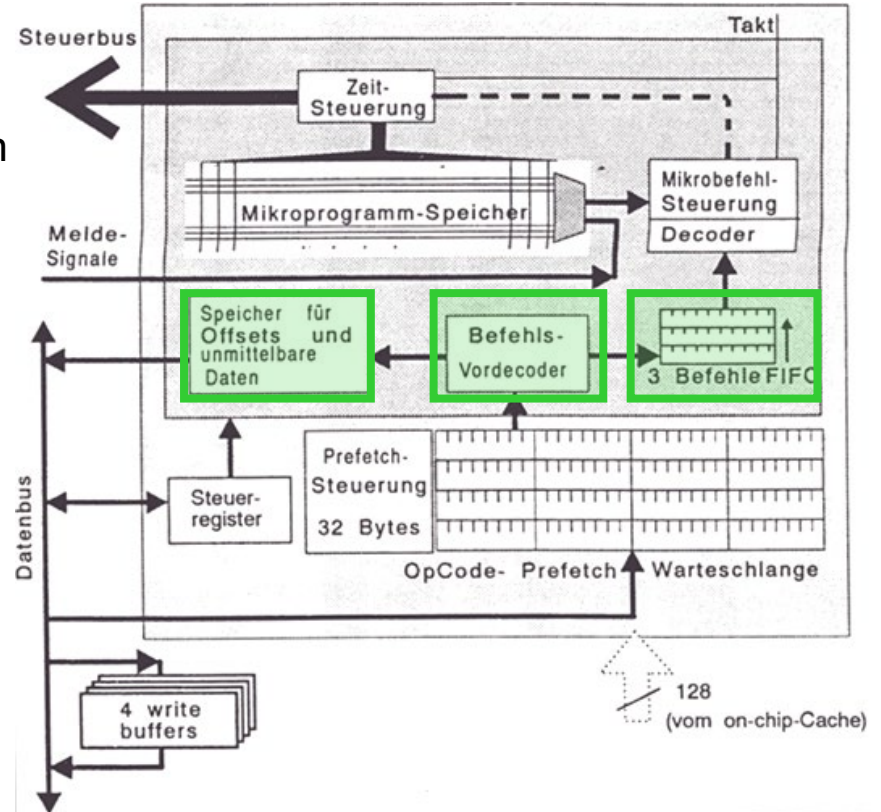 Takt
Steuerbus
Zeit-
Steuerung
n
Mikrobefehl-
Steuerung
Mikroprogramm-Speicher
Decoder
Melde-
Signale
Speicher für
Offsets und
unmittelbare
Daten
Befehls-
Vordecoder
3 Befehle FIFO
Prefetch-
Steuerung
32 Bytes
Steuer-
register
Datenbus
OpCode- Prefetch Warteschlange
4 write
buffers
128
(vom on-chip-Cache)